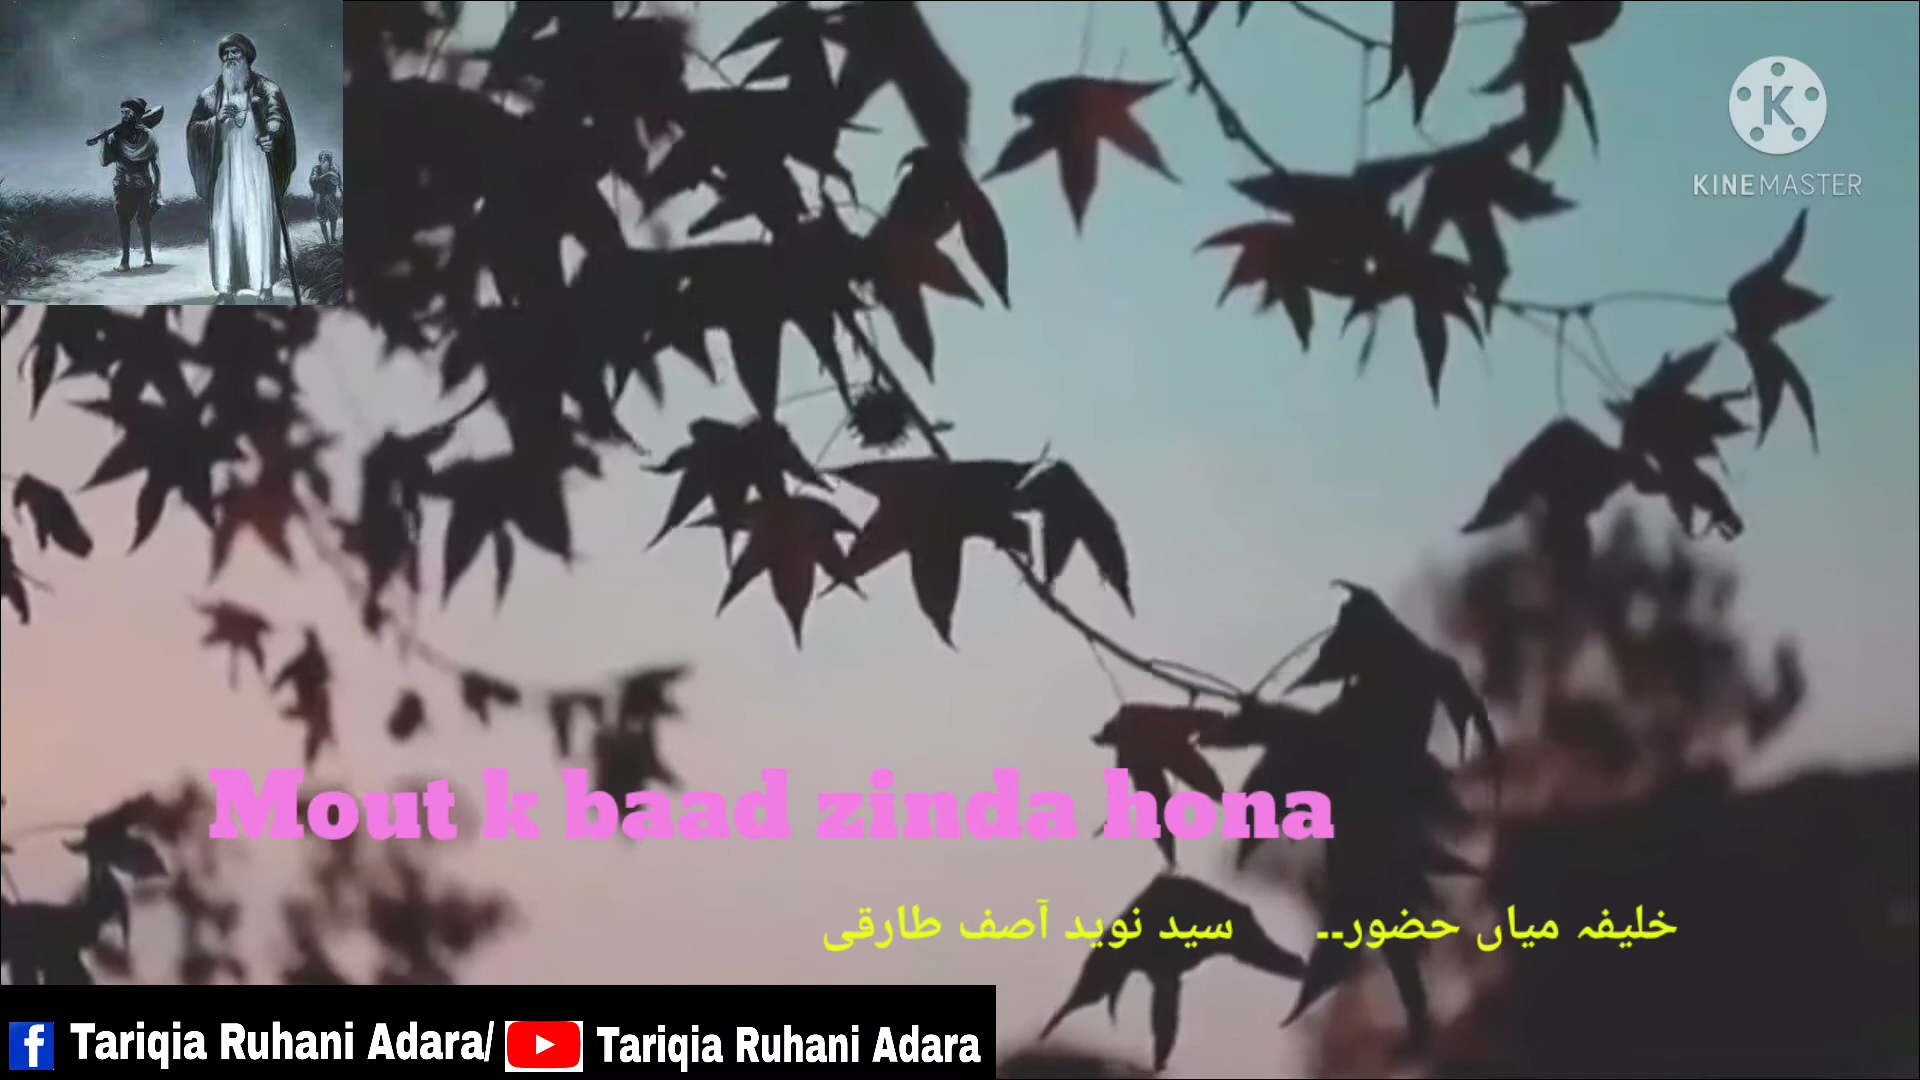 K
KINEMASTER
Mout k baad zinda hona
خلیفہ میاں حضور۔۔ سید نوید آصف طارقی
f Tariqia Ruhani Adara/ Tariqia Ruhani Adara